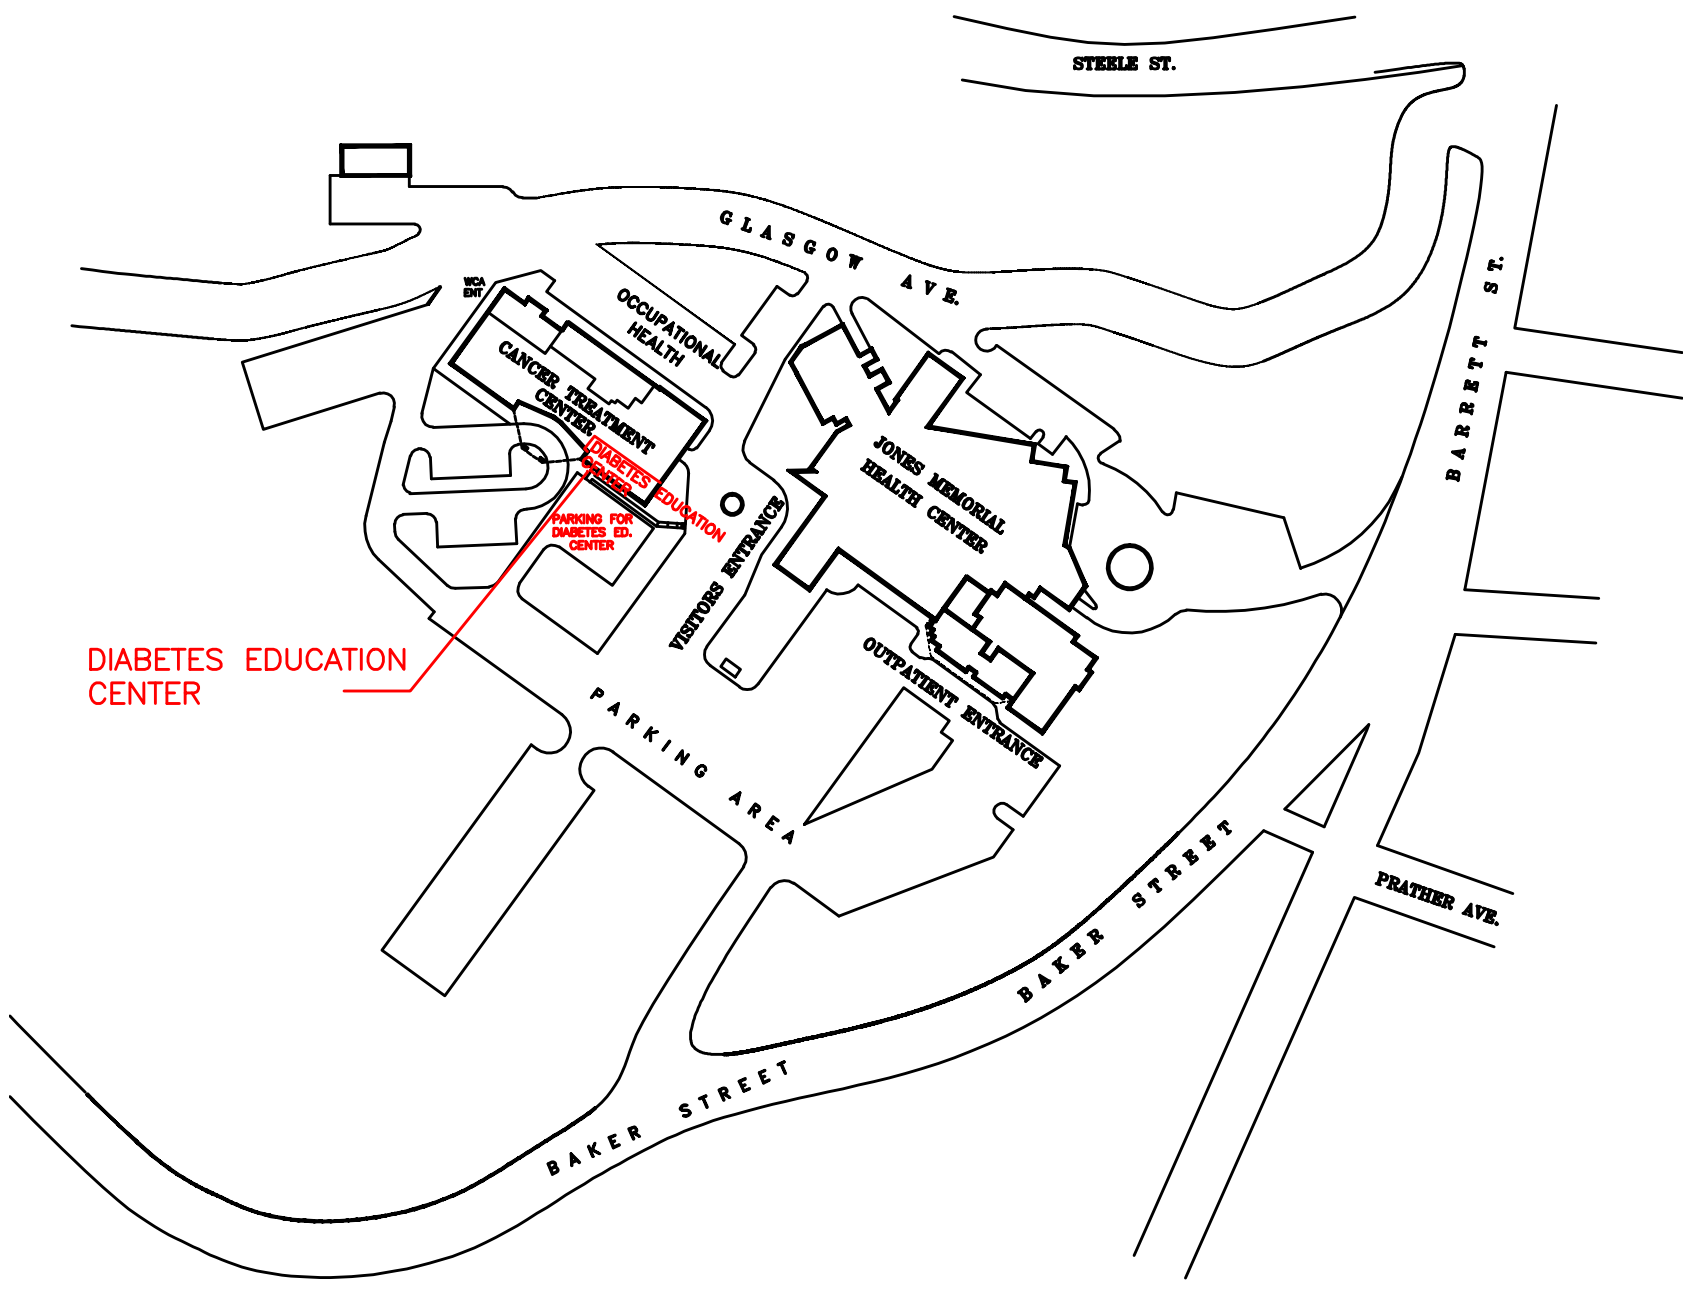 STEELE ST.
GLASGOW AVE.
BARRETT ST.
WCA
ENT
OCCUPATIONAL
HEALTH
CANCER TREATMENT
CENTER
DIABETES EDUCATION
CENTER
PARKING FOR
DIABETES ED.
CENTER
JONES MEMORIAL
HEALTH CENTER
VISITORS ENTRANCE
OUTPATIENT ENTRANCE
DIABETES EDUCATION
CENTER
PARKING AREA
PRATHER AVE.
BAKER STREET
BAKER STREET